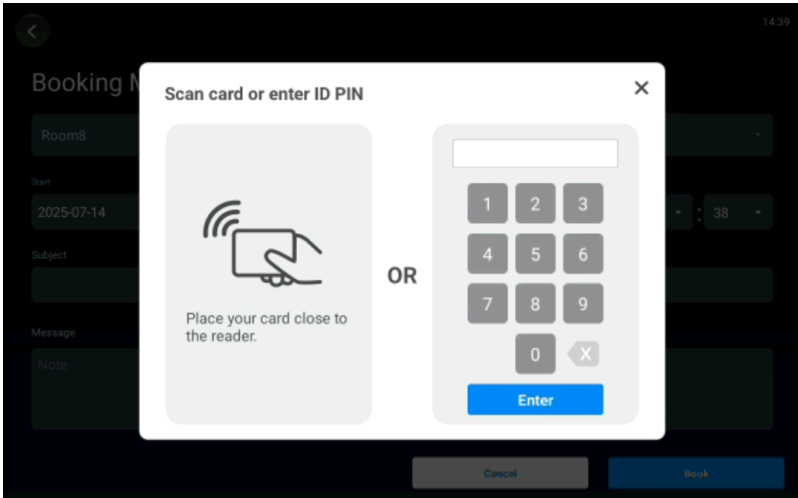 14:39
Booking M
Scan card or enter ID PIN
Room8
Start
2025-07-14
: 38
Subject
Message
Note
Place your card close to
the reader.
OR
1 2 3
4 5 6
7 8 9
0 X
Enter
Cancel
Book